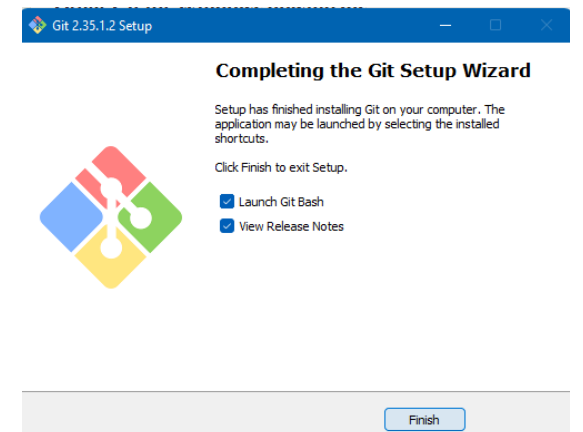 Git 2.35.1.2 Setup
Completing the Git Setup Wizard
Setup has finished installing Git on your computer. The
application may be launched by selecting the installed
shortcuts.
Click Finish to exit Setup.
Launch Git Bash
View Release Notes
Finish